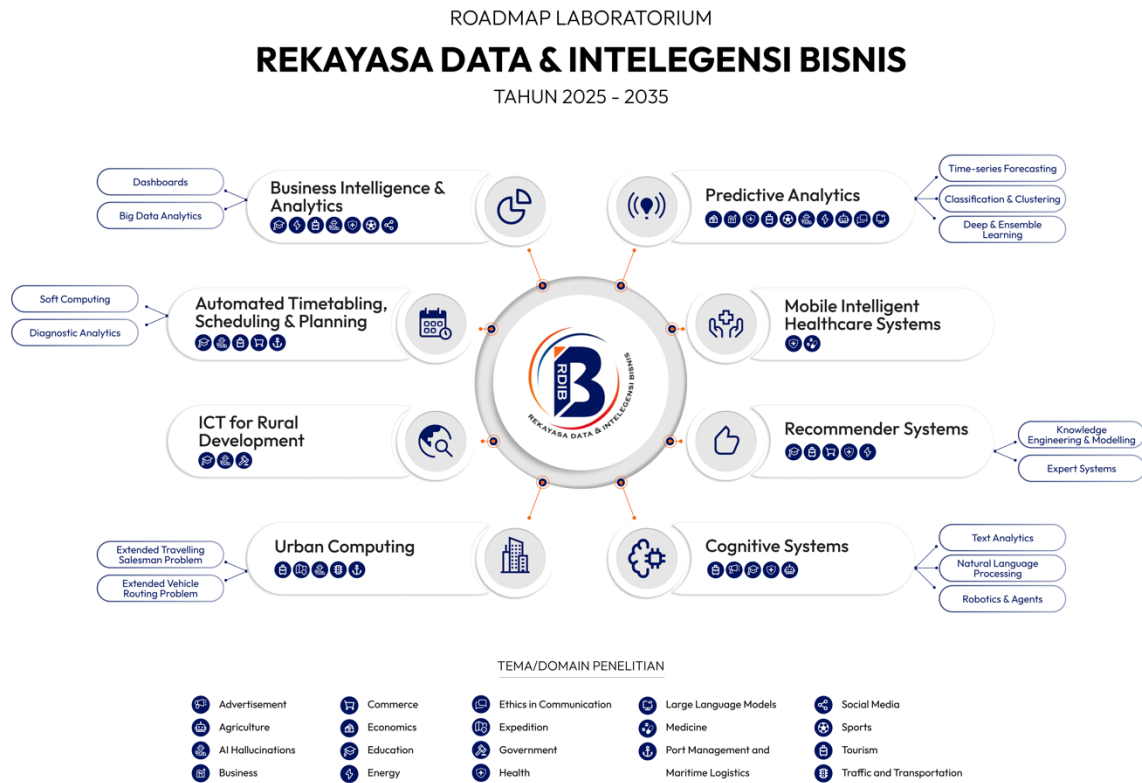 ROADMAP LABORATORIUM
REKAYASA DATA & INTELEGENSI BISNIS
TAHUN 2025 - 2035
Dashboards
Big Data Analytics
Business Intelligence &
Analytics
Predictive Analytics
Time-series Forecasting
Classification & Clustering
Deep & Ensemble
Learning
Soft Computing
Diagnostic Analytics
Automated Timetabling,
Scheduling & Planning
Mobile Intelligent
Healthcare Systems
RDIB
REKAYASA DATA & INTELEGENSI BISNIS
ICT for Rural
Development
Recommender Systems
Knowledge
Engineering & Modelling
Expert Systems
Extended Travelling
Salesman Problem
Extended Vehicle
Routing Problem
Urban Computing
Cognitive Systems
Text Analytics
Natural Language
Processing
Robotics & Agents
TEMA/DOMAIN PENELITIAN
Advertisement
Agriculture
AI Hallucinations
Business
Commerce
Economics
Education
Energy
Ethics in Communication
Expedition
Government
Health
Large Language Models
Medicine
Port Management and
Maritime Logistics
Social Media
Sports
Tourism
Traffic and Transportation